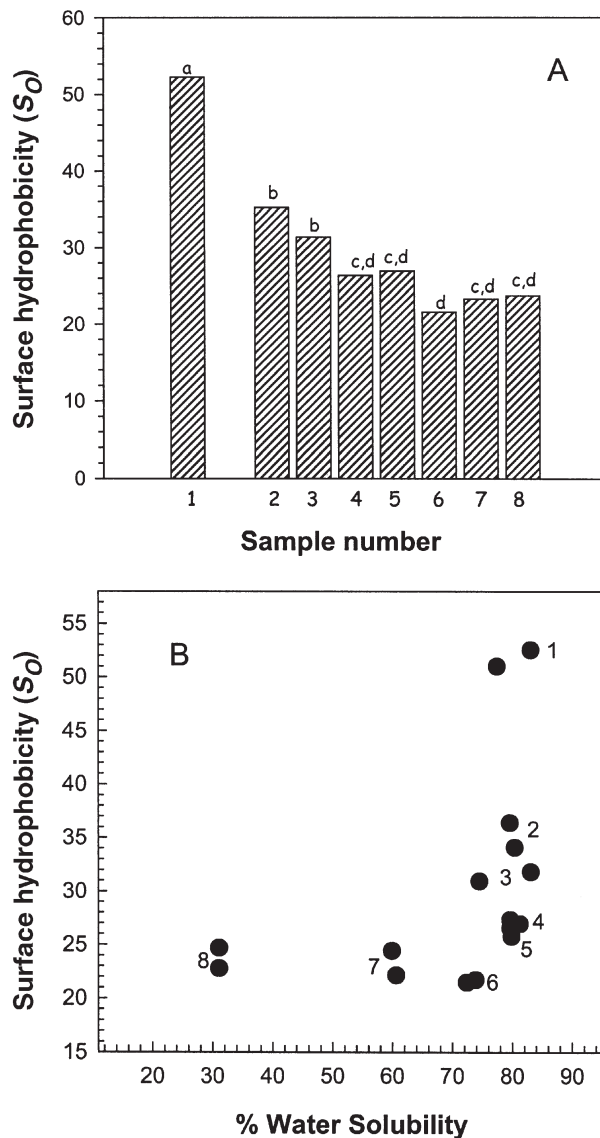 60
50
40
30
20
10
0
Surface hydrophobicity (S_O)
A
a
b
b
c,d
c,d
d
c,d
c,d
1 2 3 4 5 6 7 8
Sample number
55
50
45
40
35
30
25
20
15
Surface hydrophobicity (S_O)
B
1
2
3
4
5
6
7
8
20 30 40 50 60 70 80 90
% Water Solubility